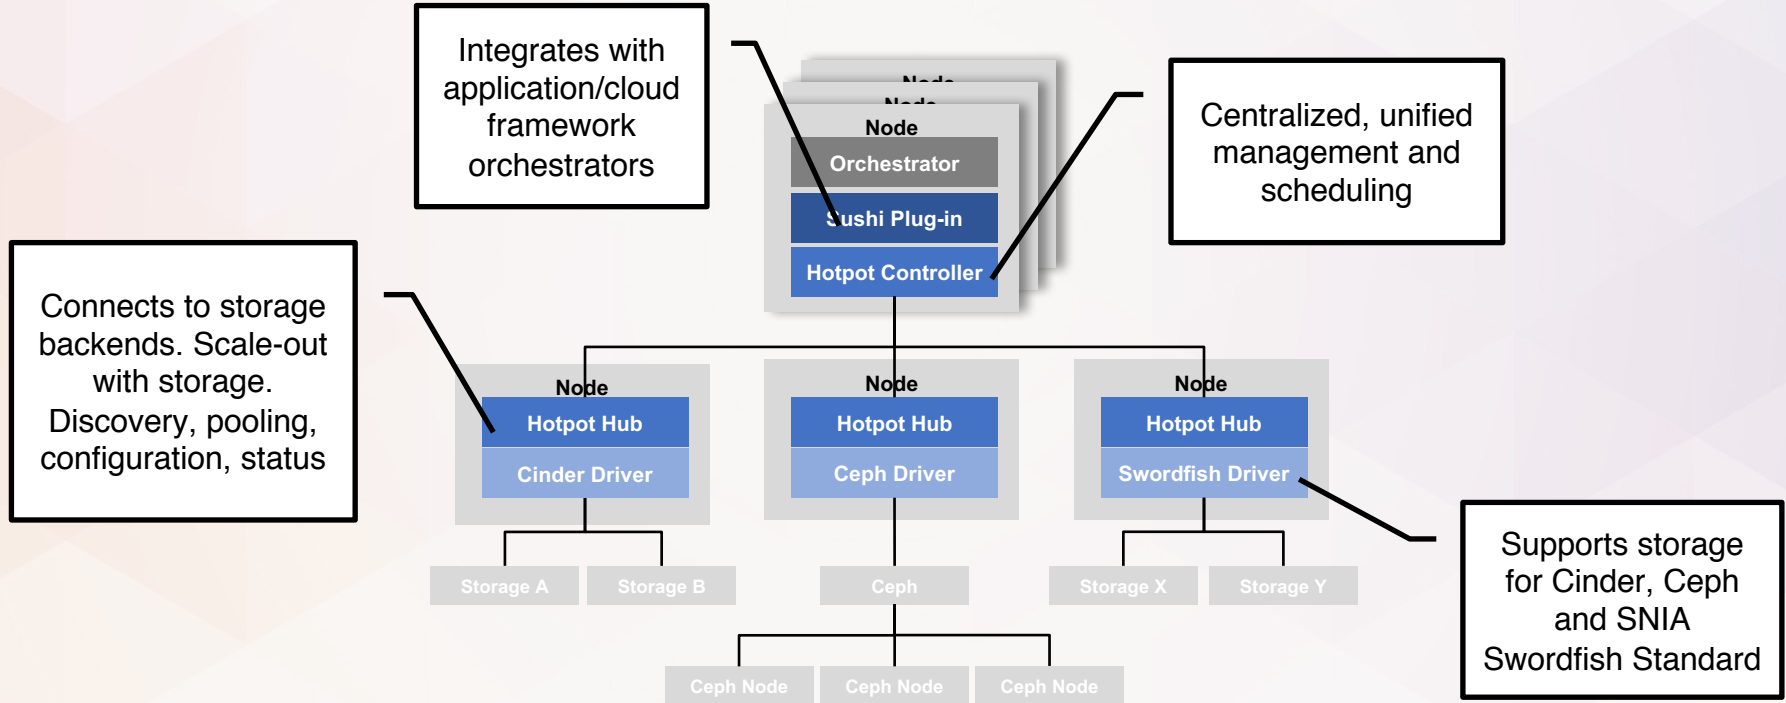 Integrates with
application/cloud
framework
orchestrators
Node
Node
Node
Orchestrator
Sushi Plug-in
Hotpot Controller
Centralized, unified
management and
scheduling
Connects to storage
backends. Scale-out
with storage.
Discovery, pooling,
configuration, status
Node
Hotpot Hub
Cinder Driver
Node
Hotpot Hub
Ceph Driver
Node
Hotpot Hub
Swordfish Driver
Storage A
Storage B
Ceph
Storage X
Storage Y
Ceph Node
Ceph Node
Ceph Node
Supports storage
for Cinder, Ceph
and SNIA
Swordfish Standard